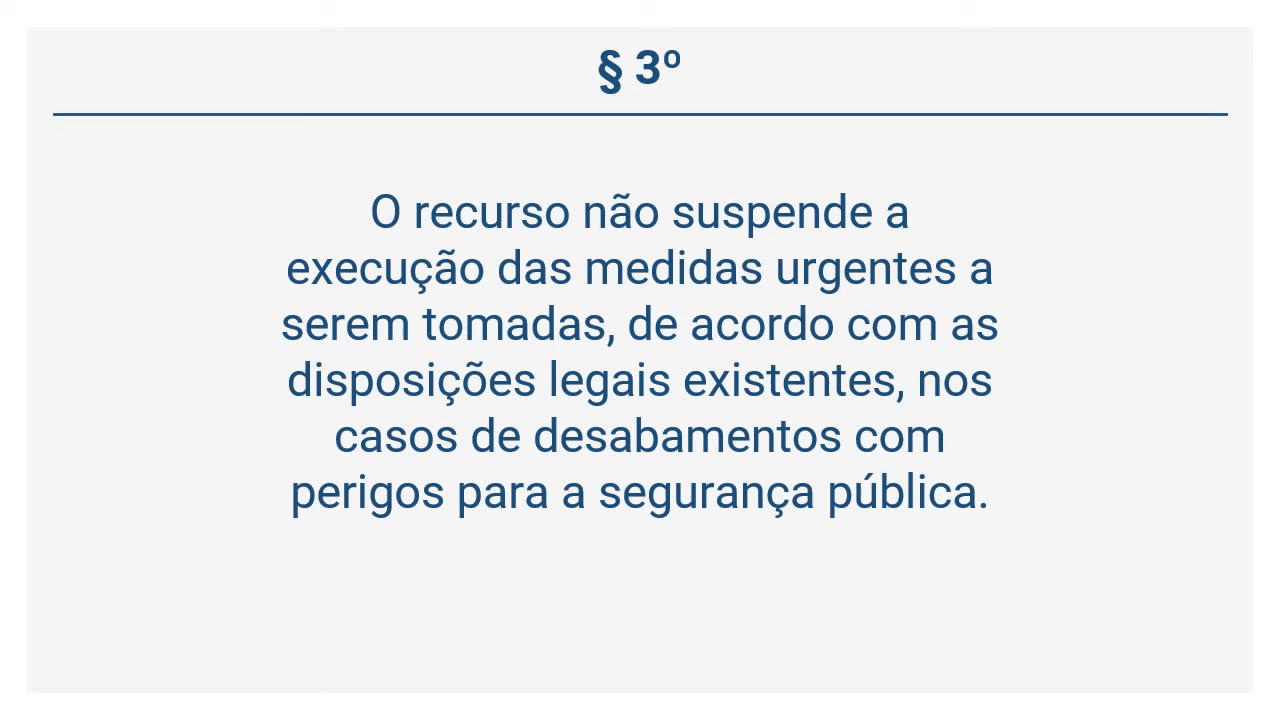 § 3º
O recurso não suspende a
execução das medidas urgentes a
serem tomadas, de acordo com as
disposições legais existentes, nos
casos de desabamentos com
perigos para a segurança pública.